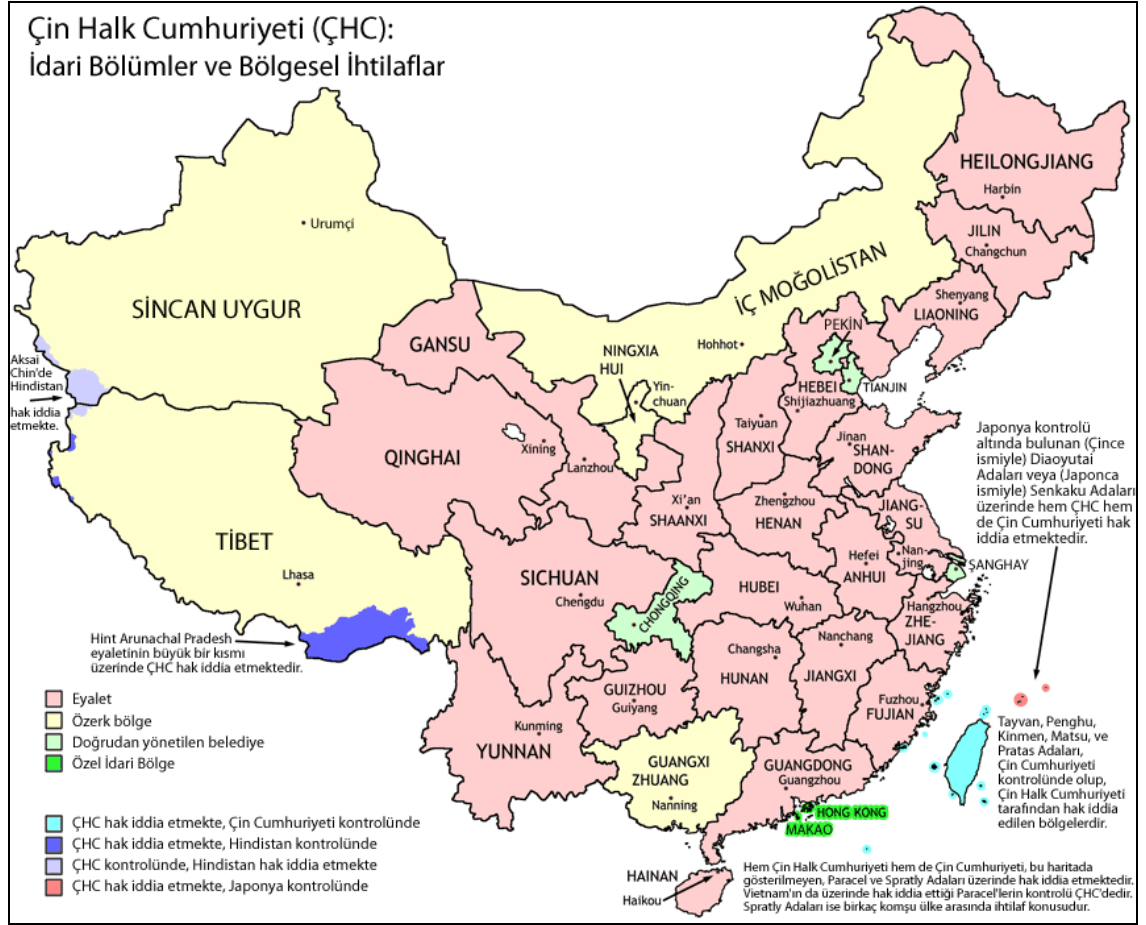 Çin Halk Cumhuriyeti (ÇHC):
İdari Bölümler ve Bölgesel İhtilaflar
HEILONGJIANG
Harbin
JILIN
Changchun
Urumçi
İÇ MOĞOLİSTAN
Shenyang
LIAONING
SİNCAN UYGUR
PEKİN
GANSU
NINGXIA
HUI
Hohhot
Aksai
Chin'de
Hindistan
hak iddia
etmekte.
Yin-
chuan
HEBEI
Shijiazhuang
TIANJIN
Taiyuan
SHANXI
Jinan
SHAN-
DONG
Japonya kontrolü
altında bulunan (Çince
ismiyle) Diaoyutai
Adaları veya (Japonca
ismiyle) Senkaku Adaları
üzerinde hem ÇHC hem
de Çin Cumhuriyeti hak
iddia etmektedir.
QINGHAI
Xining
Lanzhou
Xi'an
SHAANXI
Zhengzhou
HENAN
JIANG-
SU
TİBET
Lhasa
Hefei
ANHUI
Nan-
jing
ŞANGHAY
SICHUAN
Chengdu
CHONGQING
HUBEI
Wuhan
Hangzhou
ZHE-
JIANG
Hint Arunachal Pradesh
eyaletinin büyük bir kısmı
üzerinde ÇHC hak iddia etmektedir.
Changsha
HUNAN
Nanchang
JIANGXI
GUIZHOU
Guiyang
Fuzhou
FUJIAN
Kunming
YUNNAN
Tayvan, Penghu,
Kinmen, Matsu, ve
Pratas Adaları,
Çin Cumhuriyeti
kontrolünde olup,
Çin Halk Cumhuriyeti
tarafından hak iddia
edilen bölgelerdir.
GUANGXI
ZHUANG
Nanning
GUANGDONG
Guangzhou
HONG KONG
MAKAO
Eyalet
Özerk bölge
Doğrudan yönetilen belediye
Özel İdari Bölge
ÇHC hak iddia etmekte, Çin Cumhuriyeti kontrolünde
ÇHC hak iddia etmekte, Hindistan kontrolünde
ÇHC kontrolünde, Hindistan hak iddia etmekte
ÇHC hak iddia etmekte, Japonya kontrolünde
HAINAN
Haikou
Hem Çin Halk Cumhuriyeti hem de Çin Cumhuriyeti, bu haritada
gösterilmeyen, Paracel ve Spratly Adaları üzerinde hak iddia etmektedir.
Vietnam'ın da üzerinde hak iddia ettiği Paracel'lerin kontrolü ÇHC'dedir.
Spratly Adaları ise birkaç komşu ülke arasında ihtilaf konusudur.